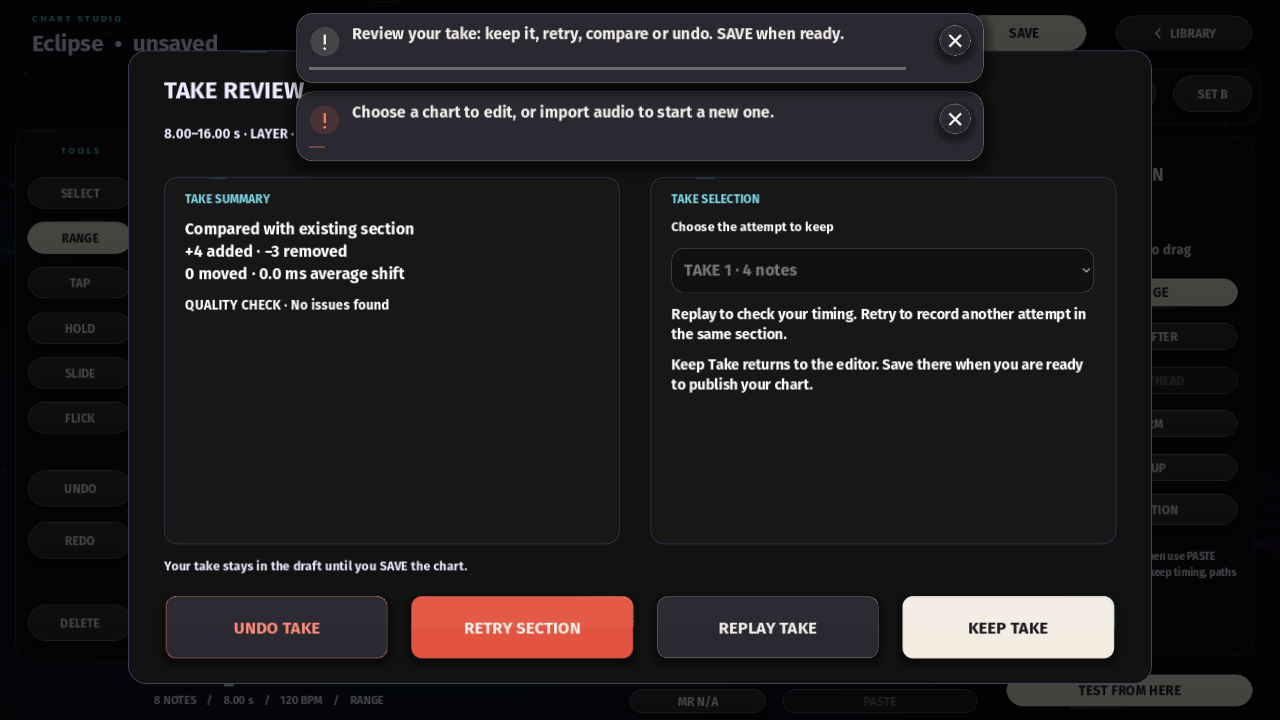 CHART STUDIO
Eclipse • unsaved
SAVE
LIBRARY
SET B
Review your take: keep it, retry, compare or undo. SAVE when ready.
Choose a chart to edit, or import audio to start a new one.
TAKE REVIEW
8.00–16.00 s · LAYER ·
TOOLS
SELECT
RANGE
TAP
HOLD
SLIDE
FLICK
UNDO
REDO
DELETE
TAKE SUMMARY
Compared with existing section
+4 added · −3 removed
0 moved · 0.0 ms average shift
QUALITY CHECK · No issues found
TAKE SELECTION
Choose the attempt to keep
TAKE 1 · 4 notes
Replay to check your timing. Retry to record another attempt in
the same section.
Keep Take returns to the editor. Save there when you are ready
to publish your chart.
Your take stays in the draft until you SAVE the chart.
UNDO TAKE
RETRY SECTION
REPLAY TAKE
KEEP TAKE
drag
use PASTE
keep timing, paths
8 NOTES / 8.00 s / 120 BPM / RANGE
MR N/A
PASTE
TEST FROM HERE